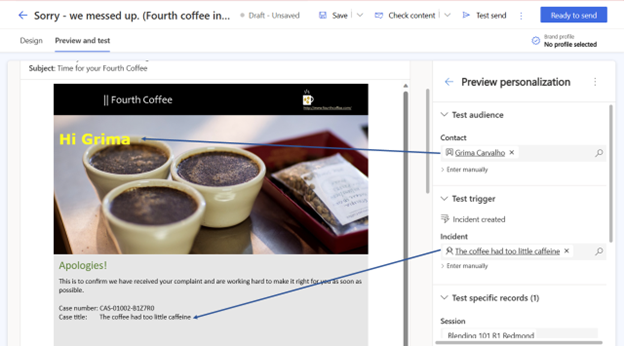 Sorry - we messed up. (Fourth coffee in...
Draft - Unsaved
Save
Check content
Test send
Ready to send
Design
Preview and test
Brand profile
No profile selected
Subject: Time for your Fourth Coffee
|| Fourth Coffee
http://www.fourthcoffee.com/
Hi Grima
Apologies!
This is to confirm we have received your complaint and are working hard to make it right for you as soon as
possible.
Case number: CAS-01002-B1Z7R0
Case title: The coffee had too little caffeine
Preview personalization
Test audience
Contact
Grima Carvalho
Enter manually
Test trigger
Incident created
Incident
The coffee had too little caffeine
Enter manually
Test specific records (1)
Session
Blending 101 R1 Redmond